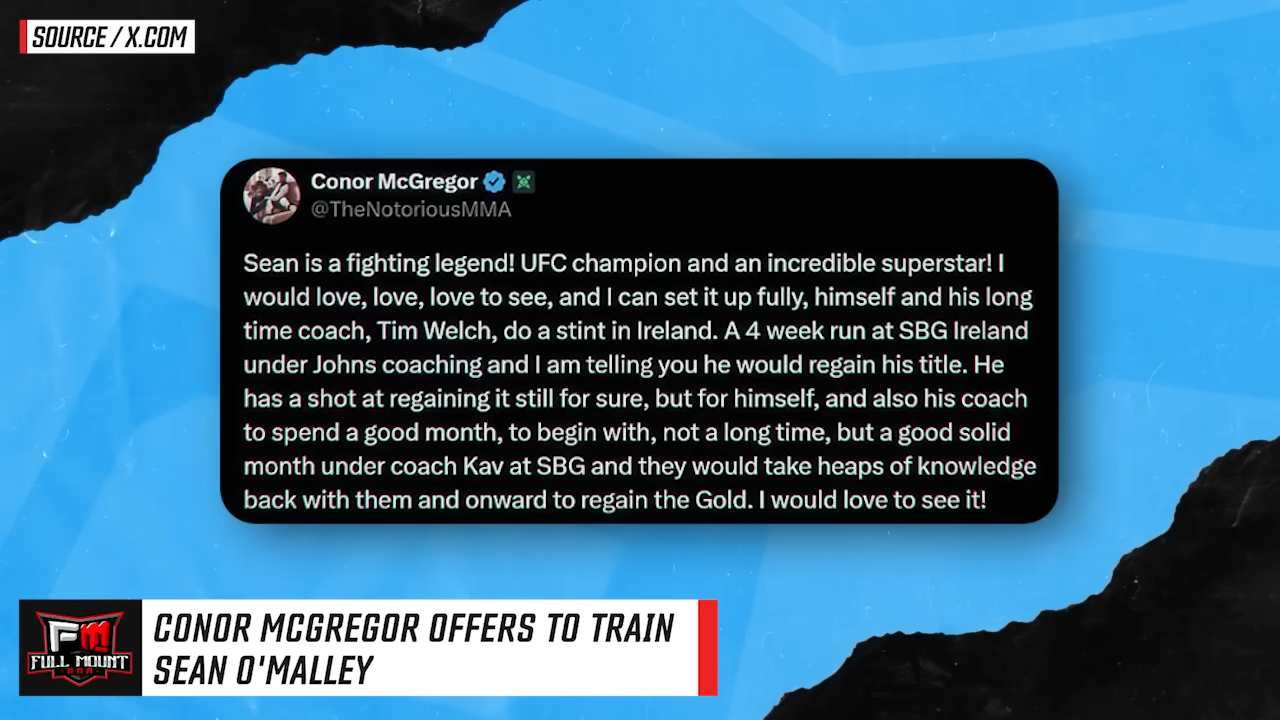 SOURCE / X.COM
Conor McGregor
@TheNotoriousMMA
Sean is a fighting legend! UFC champion and an incredible superstar! I
would love, love, love to see, and I can set it up fully, himself and his long
time coach, Tim Welch, do a stint in Ireland. A 4 week run at SBG Ireland
under Johns coaching and I am telling you he would regain his title. He
has a shot at regaining it still for sure, but for himself, and also his coach
to spend a good month, to begin with, not a long time, but a good solid
month under coach Kav at SBG and they would take heaps of knowledge
back with them and onward to regain the Gold. I would love to see it!
FM
FULL MOUNT
MMA
CONOR MCGREGOR OFFERS TO TRAIN
SEAN O'MALLEY